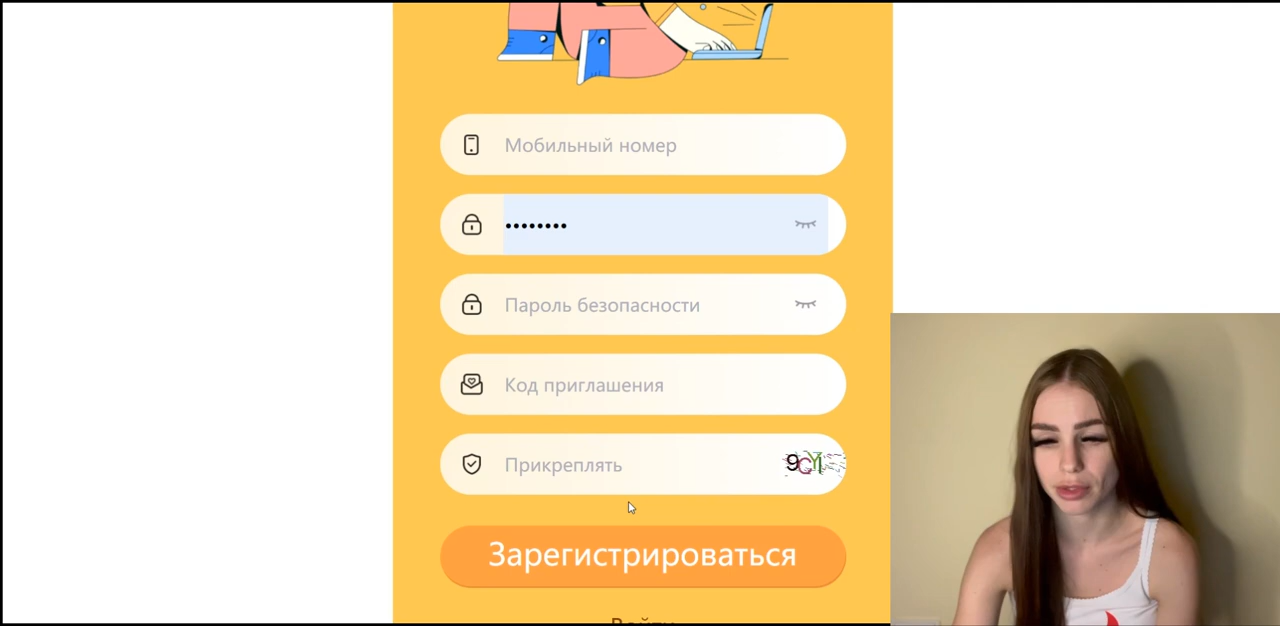 Мобильный номер
••••••••
Пароль безопасности
Код приглашения
Прикреплять
Зарегистрироваться